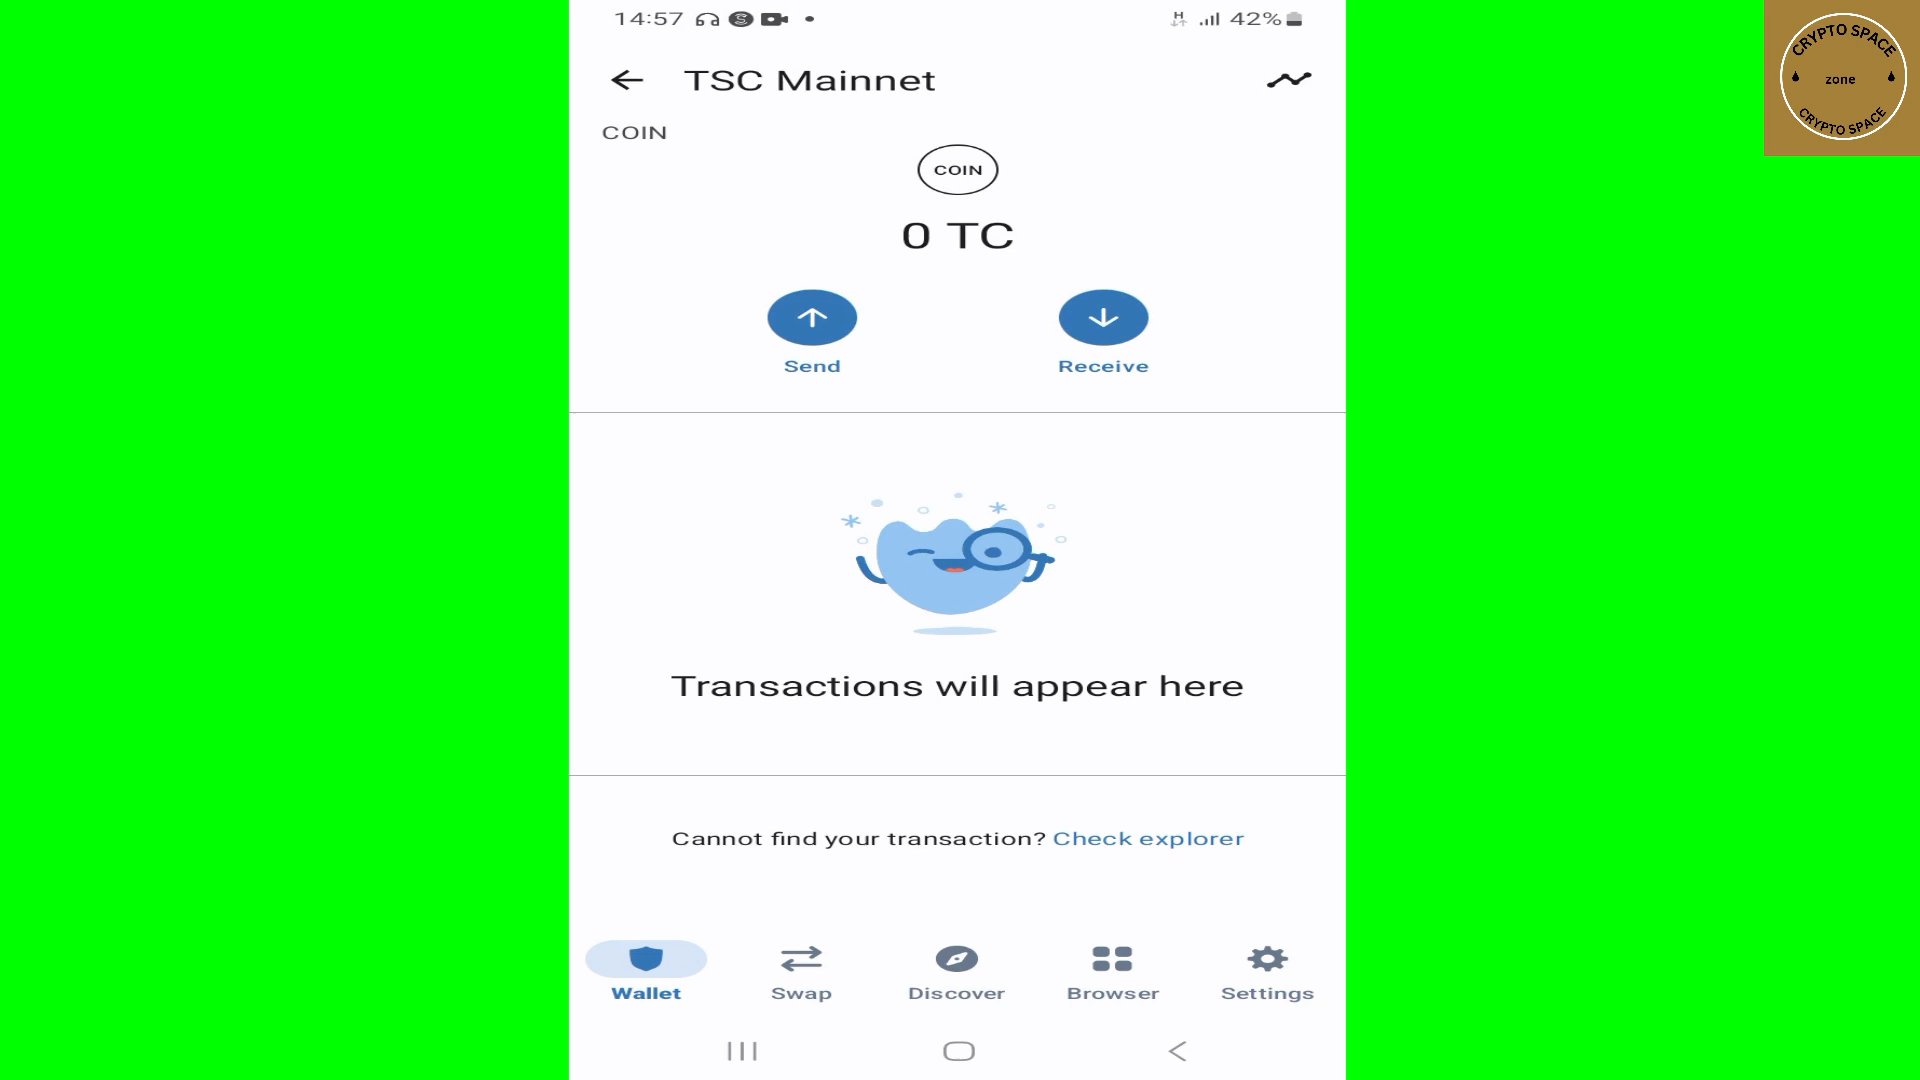 14:57
H
42%
TSC Mainnet
COIN
COIN
0 TC
Send
Receive
Transactions will appear here
Cannot find your transaction? Check explorer
Wallet
Swap
Discover
Browser
Settings
CRYPTO SPACE
zone
CRYPTO SPACE